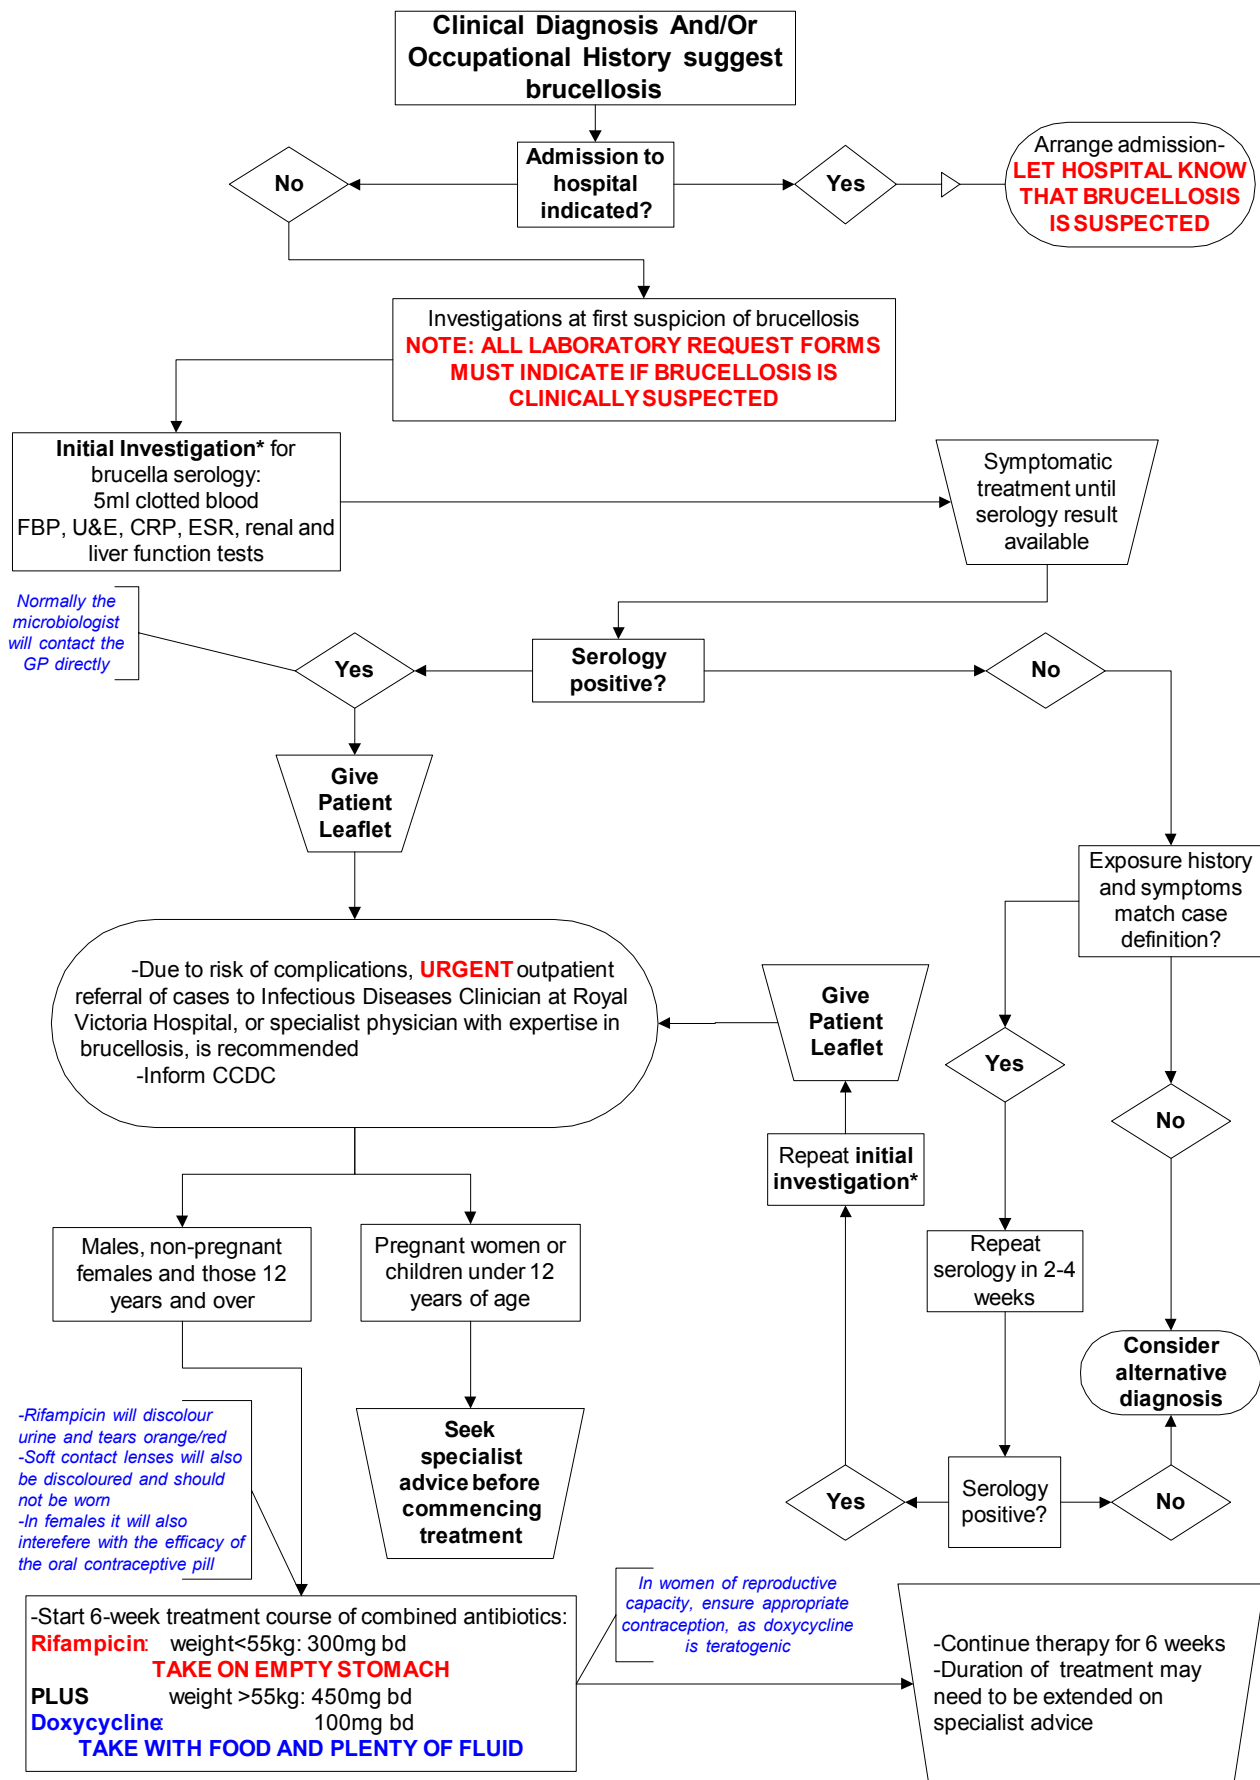 Clinical Diagnosis And/Or
Occupational History suggest
brucellosis
No
Admission to
hospital
indicated?
Yes
Arrange admission-
LET HOSPITAL KNOW
THAT BRUCELLOSIS
IS SUSPECTED
Investigations at first suspicion of brucellosis
NOTE: ALL LABORATORY REQUEST FORMS
MUST INDICATE IF BRUCELLOSIS IS
CLINICALLY SUSPECTED
Initial Investigation* for
brucella serology:
5ml clotted blood
FBP, U&E, CRP, ESR, renal and
liver function tests
Symptomatic
treatment until
serology result
available
Normally the
microbiologist
will contact the
GP directly
Yes
Serology
positive?
No
Give
Patient
Leaflet
Exposure history
and symptoms
match case
definition?
-Due to risk of complications, URGENT outpatient
referral of cases to Infectious Diseases Clinician at Royal
Victoria Hospital, or specialist physician with expertise in
brucellosis, is recommended
-Inform CCDC
Give
Patient
Leaflet
Yes
No
Repeat initial
investigation*
Males, non-pregnant
females and those 12
years and over
Pregnant women or
children under 12
years of age
Repeat
serology in 2-4
weeks
Consider
alternative
diagnosis
-Rifampicin will discolour
urine and tears orange/red
-Soft contact lenses will also
be discoloured and should
not be worn
-In females it will also
interefere with the efficacy of
the oral contraceptive pill
Seek
specialist
advice before
commencing
treatment
Yes
Serology
positive?
No
-Start 6-week treatment course of combined antibiotics:
Rifampicin: weight<55kg: 300mg bd
TAKE ON EMPTY STOMACH
PLUS weight >55kg: 450mg bd
Doxycycline: 100mg bd
TAKE WITH FOOD AND PLENTY OF FLUID
In women of reproductive
capacity, ensure appropriate
contraception, as doxycycline
is teratogenic
-Continue therapy for 6 weeks
-Duration of treatment may
need to be extended on
specialist advice